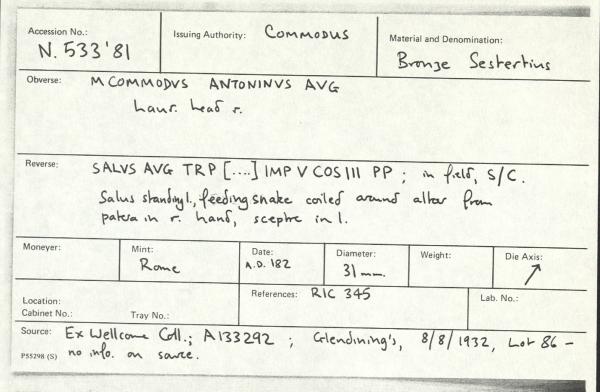 Accession No.: N. 533'81
Issuing Authority: COMMODUS
Material and Denomination: Bronze Sestertius
Obverse: M COMMODVS ANTONINVS AVG
laur. head r.
Reverse: SALVS AVG TRP [....] IMP V COS III PP ; in field, S/C.
Salus standing l., feeding snake coiled around altar from
patera in r. hand, sceptre in l.
Moneyer:
Mint: Rome
Date: A.D. 182
Diameter: 31 mm.
Weight:
Die Axis: ↗
Location:
Cabinet No.: Tray No.:
References: RIC 345
Lab. No.:
Source: Ex Wellcome Coll.; A133292 ; Glendining's, 8/8/1932, Lot 86 –
P55298 (S) no info. on source.